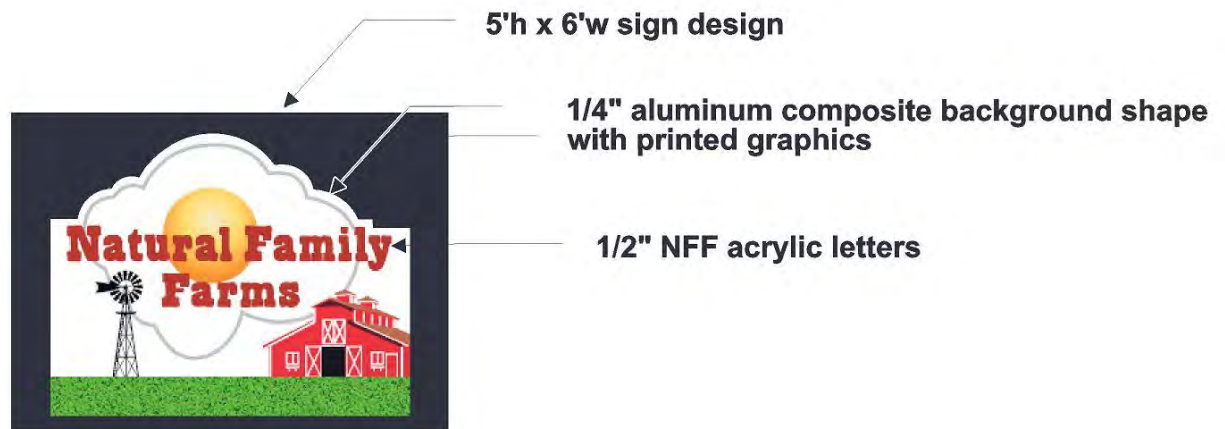 5'h x 6'w sign design
1/4" aluminum composite background shape
with printed graphics
1/2" NFF acrylic letters
Natural Family
Farms